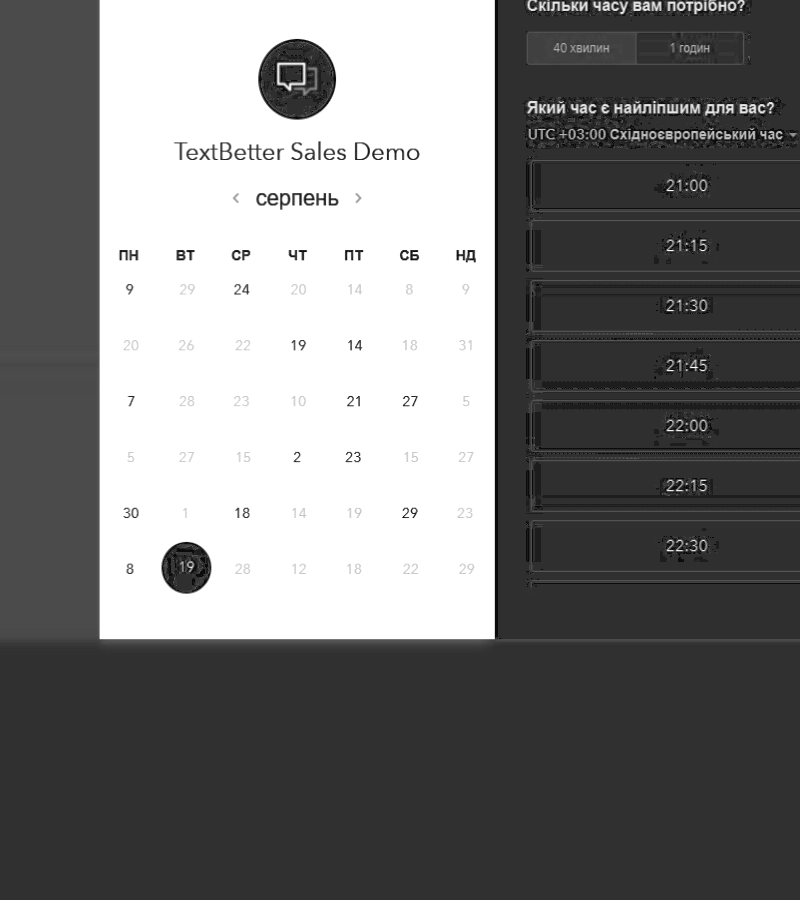 TextBetter Sales Demo
серпень
ПН ВТ СР ЧТ ПТ СБ НД
9 29 24 20 14 8 9
20 26 22 19 14 18 31
7 28 23 10 21 27 5
5 27 15 2 23 15 27
30 1 18 14 19 29 23
8 19 28 12 18 22 29
Скільки часу вам потрібно?
40 хвилин 1 годин
Який час є найліпшим для вас?
UTC +03:00 Східноєвропейський час
21:00
21:15
21:30
21:45
22:00
22:15
22:30